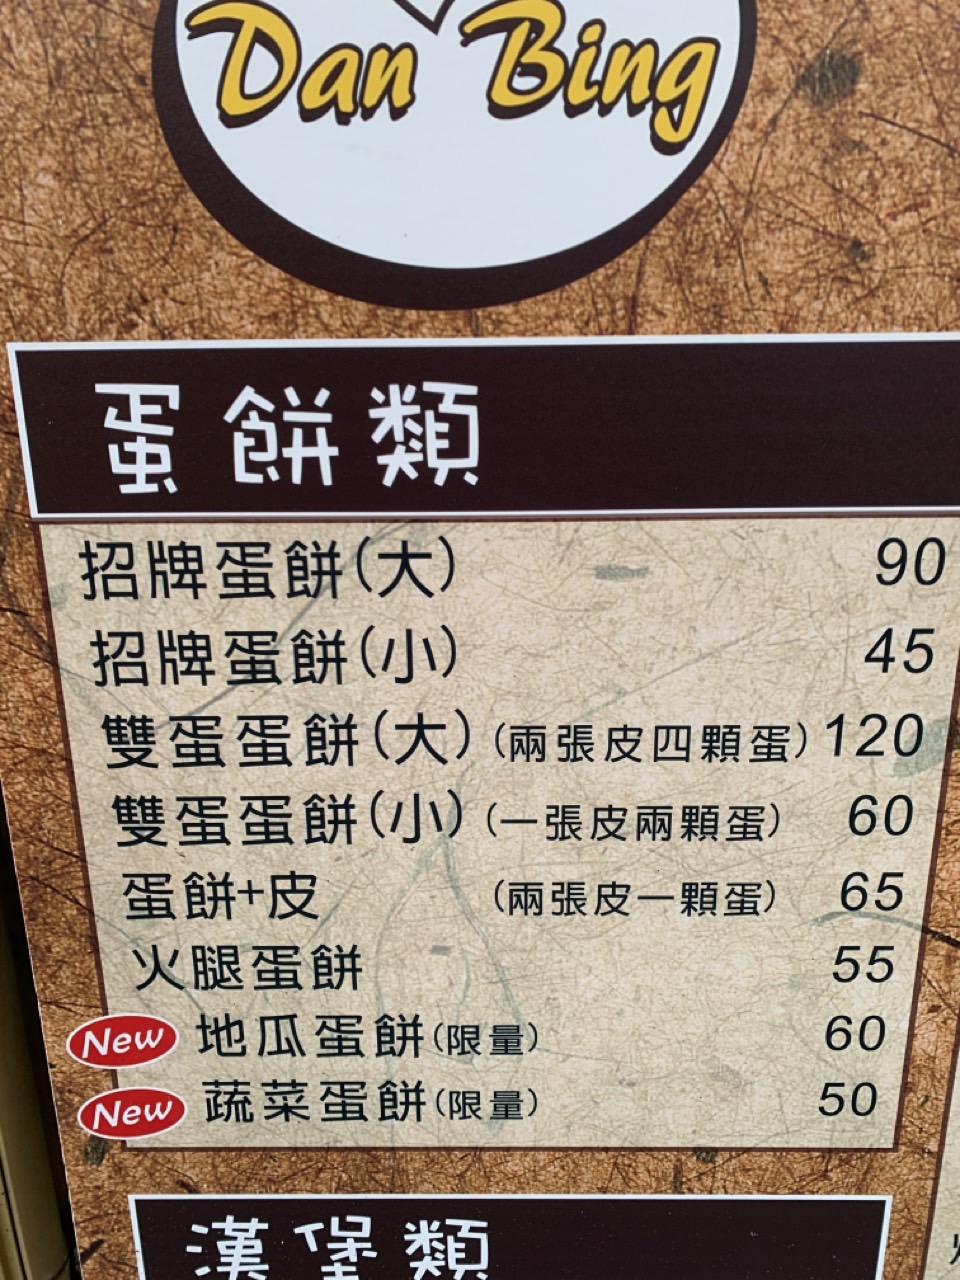 Dan Bing
蛋餅類
招牌蛋餅(大) 90
招牌蛋餅(小) 45
雙蛋蛋餅(大) (兩張皮四顆蛋) 120
雙蛋蛋餅(小) (一張皮兩顆蛋) 60
蛋餅+皮 (兩張皮一顆蛋) 65
火腿蛋餅 55
New 地瓜蛋餅(限量) 60
New 蔬菜蛋餅(限量) 50
漢堡類